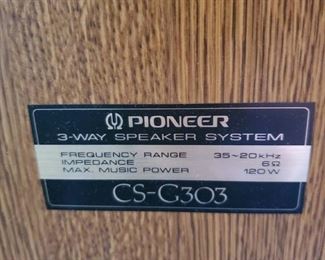 PIONEER
3-WAY SPEAKER SYSTEM
FREQUENCY RANGE 35~20kHz
IMPEDANCE 6Ω
MAX. MUSIC POWER 120W
CS-G303